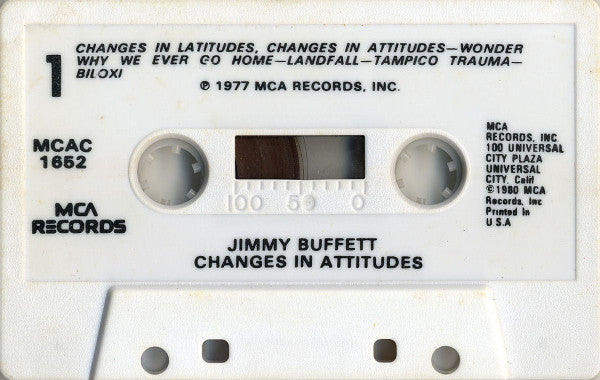 1
CHANGES IN LATITUDES, CHANGES IN ATTITUDES—WONDER
WHY WE EVER GO HOME—LANDFALL—TAMPICO TRAUMA—
BILOXI
℗ 1977 MCA RECORDS, INC.
MCAC
1652
MCA
RECORDS
100 50 0
MCA
RECORDS, INC
100 UNIVERSAL
CITY PLAZA
UNIVERSAL
CITY, Calif
©1980 MCA
Records, Inc
Printed in
U.S.A
JIMMY BUFFETT
CHANGES IN ATTITUDES